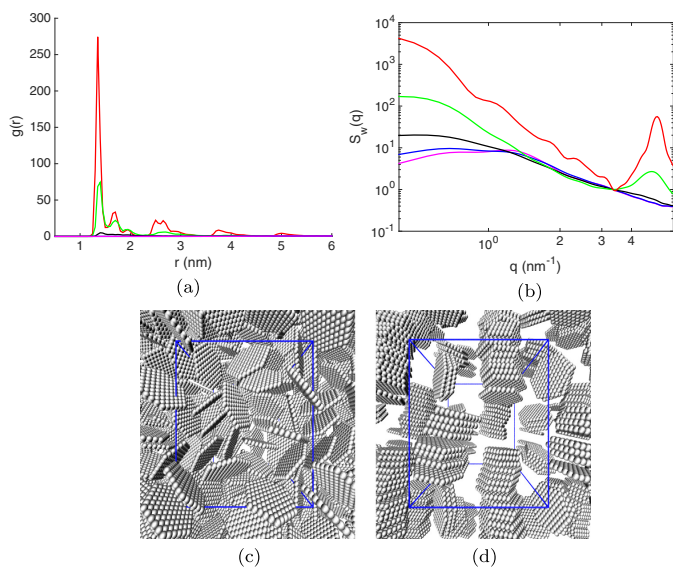 300
250
200
150
100
50
0
g(r)
1 2 3 4 5 6
r (nm)
(a)
10^4
10^3
10^2
10^1
10^0
10^-1
S_w(q)
10^0 2 3 4
q (nm^-1)
(b)
(c)
(d)